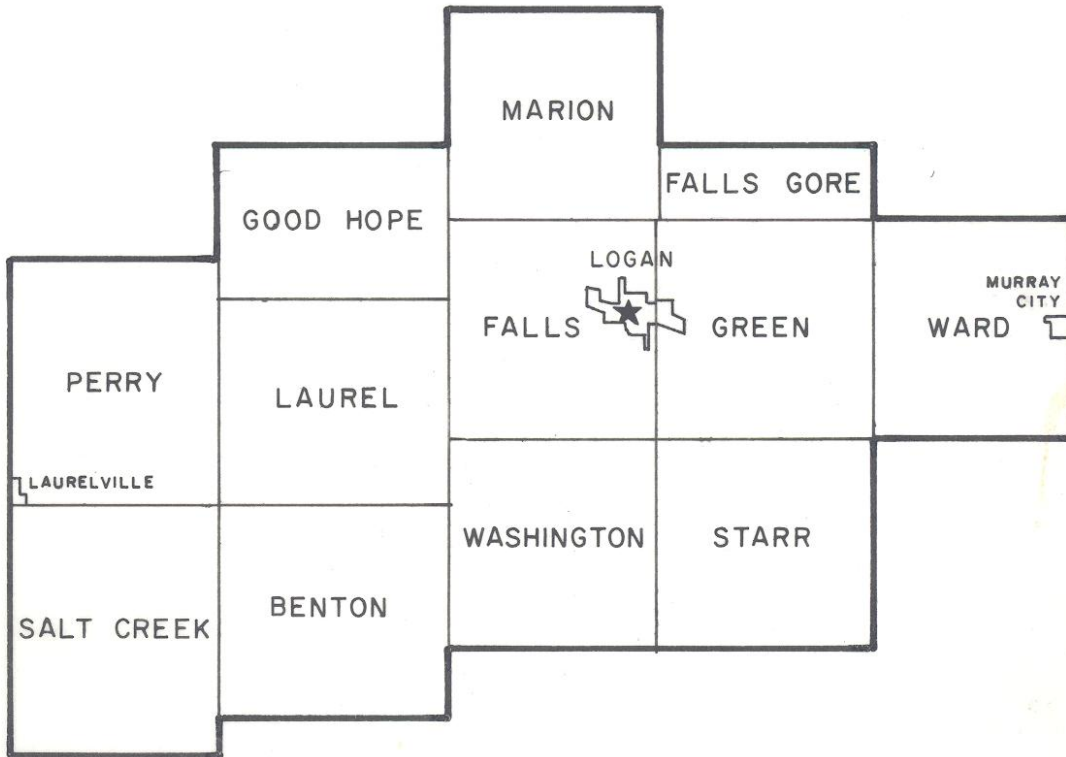 MARION
FALLS GORE
GOOD HOPE
LOGAN
MURRAY
CITY
FALLS
GREEN
WARD
PERRY
LAUREL
LAURELVILLE
WASHINGTON
STARR
BENTON
SALT CREEK